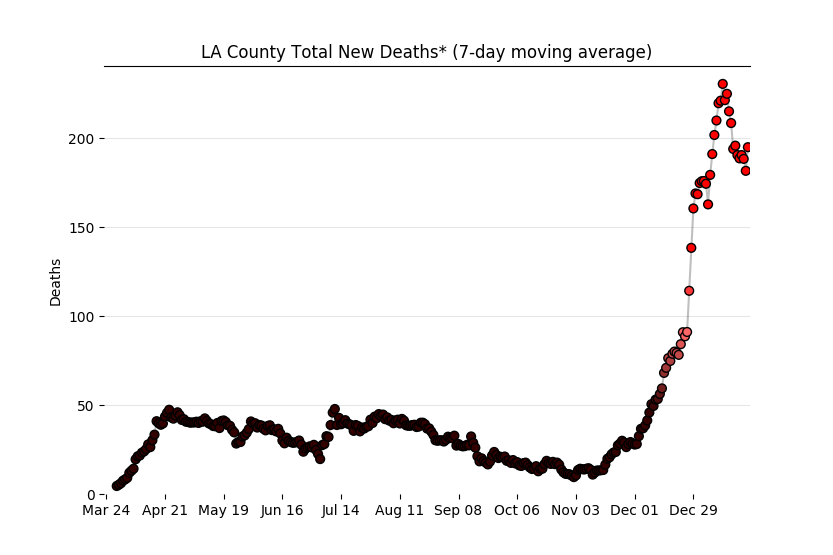 LA County Total New Deaths* (7-day moving average)
200
150
100
50
0
Deaths
Mar 24 Apr 21 May 19 Jun 16 Jul 14 Aug 11 Sep 08 Oct 06 Nov 03 Dec 01 Dec 29